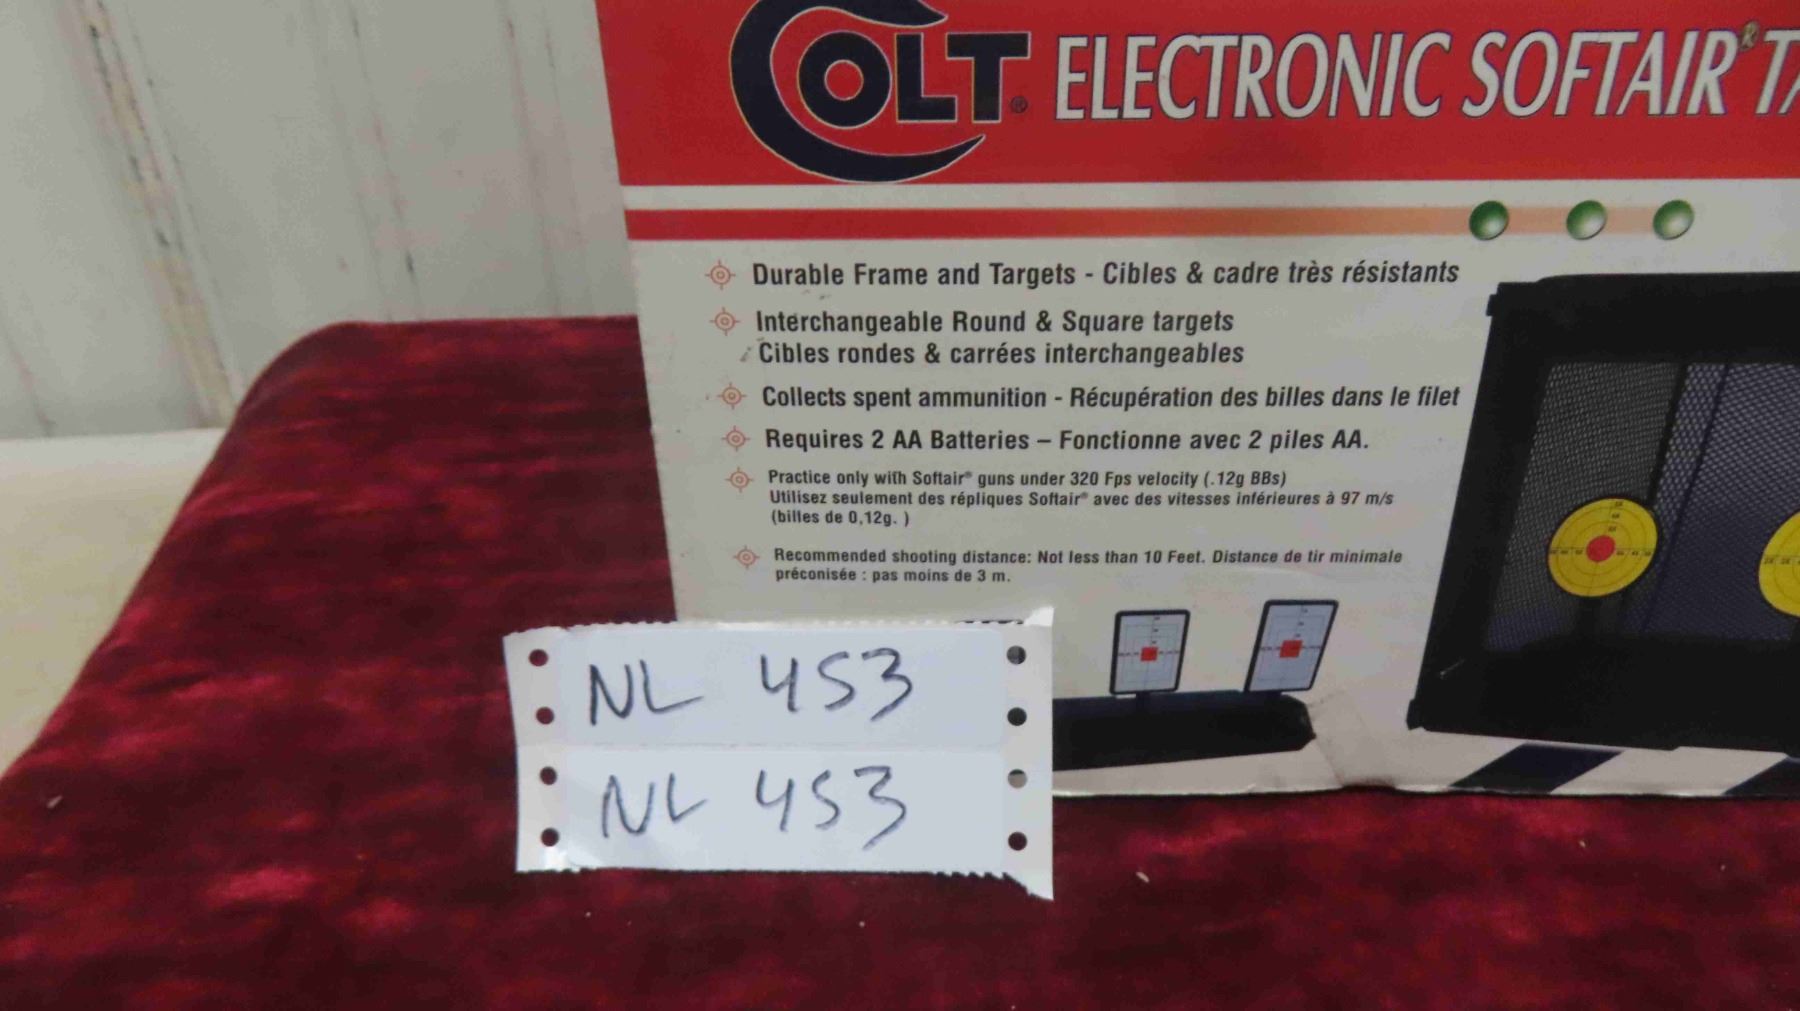 COLT® ELECTRONIC SOFTAIR®
Durable Frame and Targets - Cibles & cadre très résistants
Interchangeable Round & Square targets
Cibles rondes & carrées interchangeables
Collects spent ammunition - Récupération des billes dans le filet
Requires 2 AA Batteries – Fonctionne avec 2 piles AA.
Practice only with Softair® guns under 320 Fps velocity (.12g BBs)
Utilisez seulement des répliques Softair® avec des vitesses inférieures à 97 m/s
(billes de 0,12g. )
Recommended shooting distance: Not less than 10 Feet. Distance de tir minimale
préconisée : pas moins de 3 m.
NL 453
NL 453